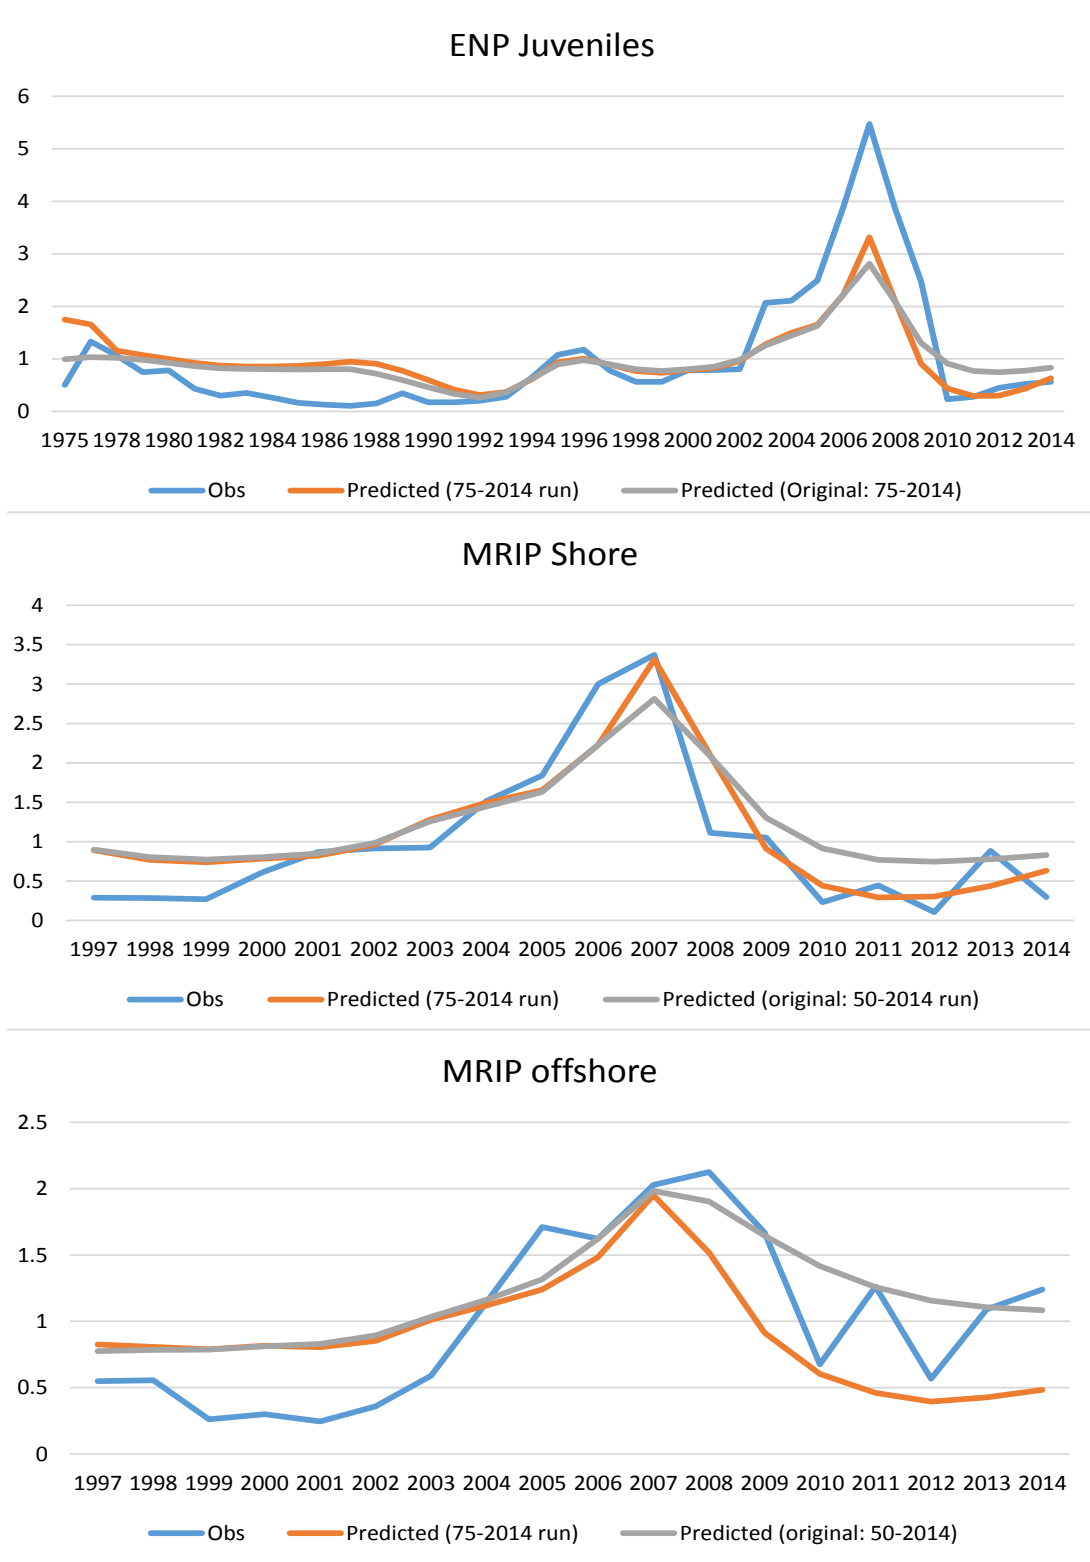 ENP Juveniles
6
5
4
3
2
1
0
1975 1978 1980 1982 1984 1986 1988 1990 1992 1994 1996 1998 2000 2002 2004 2006 2008 2010 2012 2014
Obs Predicted (75-2014 run) Predicted (Original: 75-2014)
MRIP Shore
4
3.5
3
2.5
2
1.5
1
0.5
0
1997 1998 1999 2000 2001 2002 2003 2004 2005 2006 2007 2008 2009 2010 2011 2012 2013 2014
Obs Predicted (75-2014 run) Predicted (original: 50-2014 run)
MRIP offshore
2.5
2
1.5
1
0.5
0
1997 1998 1999 2000 2001 2002 2003 2004 2005 2006 2007 2008 2009 2010 2011 2012 2013 2014
Obs Predicted (75-2014 run) Predicted (original: 50-2014)